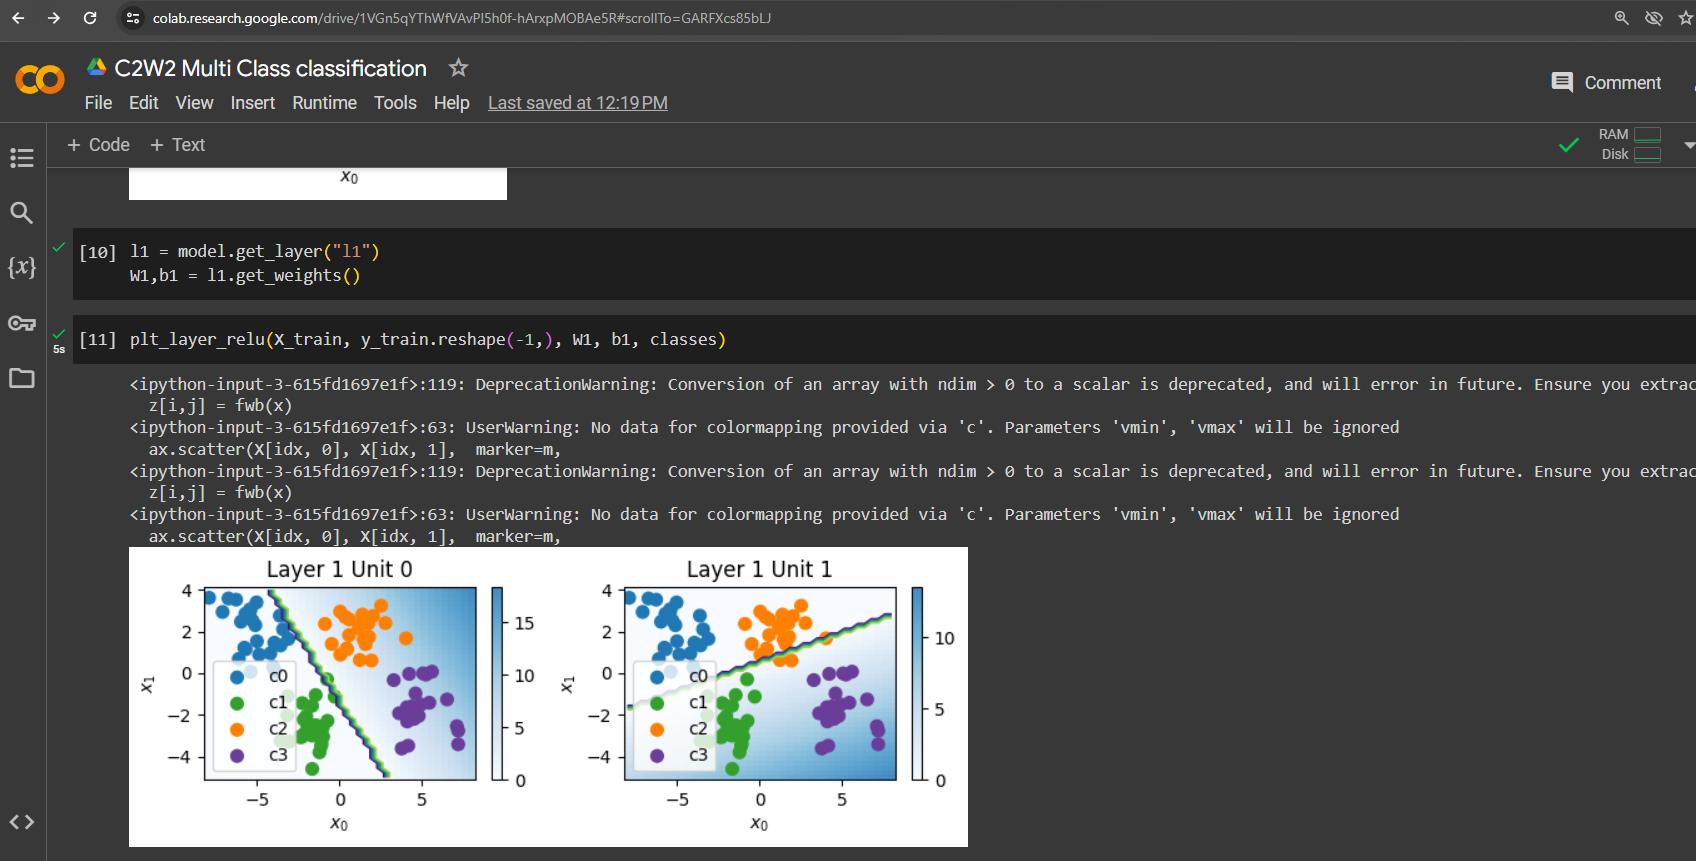 colab.research.google.com/drive/1VGn5qYThWfVAvPI5h0f-hArxpMOBAe5R#scrollTo=GARFXcs85bLJ
C2W2 Multi Class classification
Comment
File Edit View Insert Runtime Tools Help Last saved at 12:19 PM
+ Code + Text
RAM
Disk
x0
[10] l1 = model.get_layer("l1")
W1,b1 = l1.get_weights()
5s
[11] plt_layer_relu(X_train, y_train.reshape(-1,), W1, b1, classes)
<ipython-input-3-615fd1697e1f>:119: DeprecationWarning: Conversion of an array with ndim > 0 to a scalar is deprecated, and will error in future. Ensure you extrac
z[i,j] = fwb(x)
<ipython-input-3-615fd1697e1f>:63: UserWarning: No data for colormapping provided via 'c'. Parameters 'vmin', 'vmax' will be ignored
ax.scatter(X[idx, 0], X[idx, 1],  marker=m,
<ipython-input-3-615fd1697e1f>:119: DeprecationWarning: Conversion of an array with ndim > 0 to a scalar is deprecated, and will error in future. Ensure you extrac
z[i,j] = fwb(x)
<ipython-input-3-615fd1697e1f>:63: UserWarning: No data for colormapping provided via 'c'. Parameters 'vmin', 'vmax' will be ignored
ax.scatter(X[idx, 0], X[idx, 1],  marker=m,
Layer 1 Unit 0
4
2
0
−2
−4
x1
c0
c1
c2
c3
−5 0 5
x0
15
10
5
0
Layer 1 Unit 1
4
2
0
−2
−4
x1
c0
c1
c2
c3
−5 0 5
x0
10
5
0
{x}